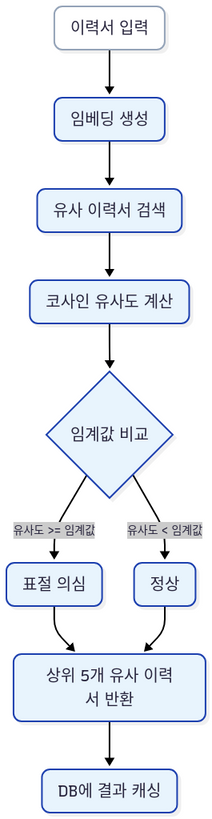 이력서 입력
임베딩 생성
유사 이력서 검색
코사인 유사도 계산
임계값 비교
유사도 >= 임계값
유사도 < 임계값
표절 의심
정상
상위 5개 유사 이력
서 반환
DB에 결과 캐싱